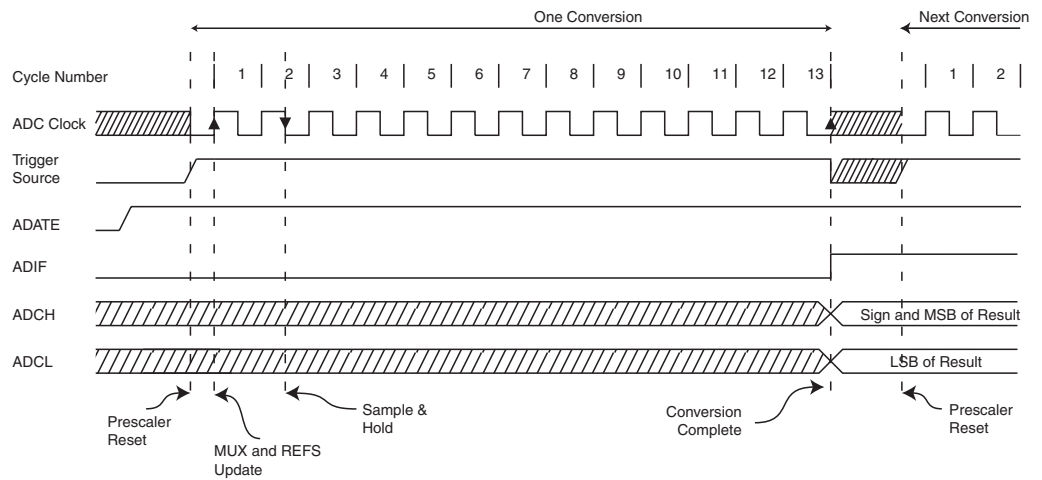 One Conversion
Next Conversion
Cycle Number
1 2 3 4 5 6 7 8 9 10 11 12 13 1 2
ADC Clock
Trigger
Source
ADATE
ADIF
ADCH
Sign and MSB of Result
ADCL
LSB of Result
Prescaler
Reset
MUX and REFS
Update
Sample &
Hold
Conversion
Complete
Prescaler
Reset